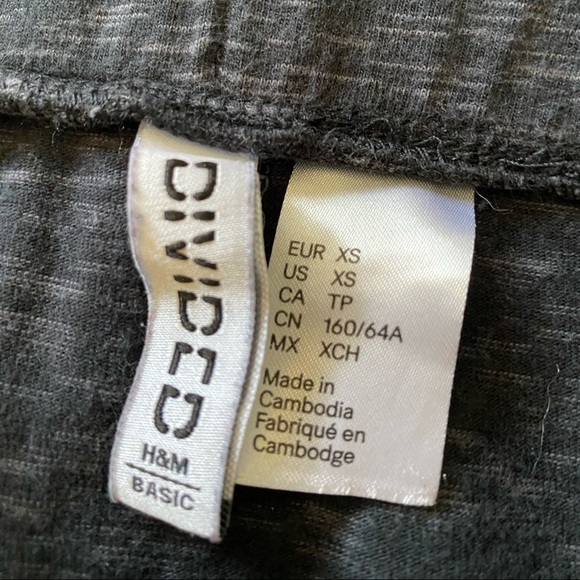 DIVIDED
H&M
BASIC
EUR XS
US XS
CA TP
CN 160/64A
MX XCH
Made in
Cambodia
Fabriqué en
Cambodge